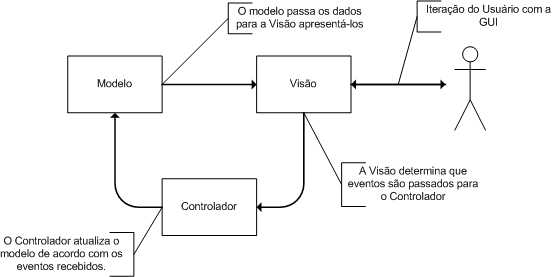 O modelo passa os dados
para a Visão apresentá-los
Iteração do Usuário com a
GUI
Modelo
Visão
A Visão determina que
eventos são passados para
o Controlador
Controlador
O Controlador atualiza o
modelo de acordo com os
eventos recebidos.